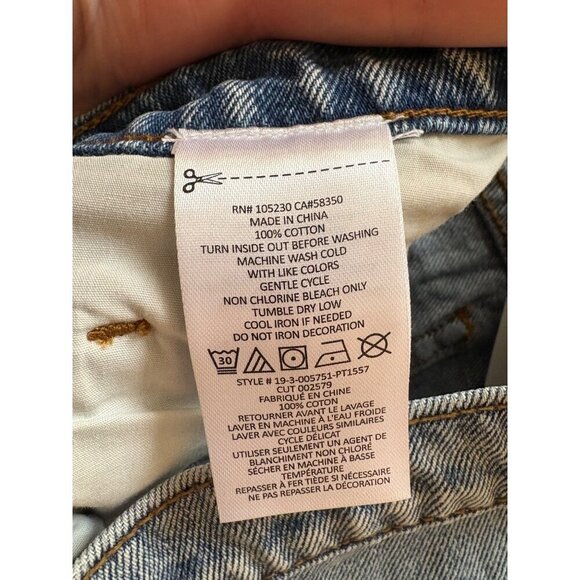 RN# 105230 CA#58350
MADE IN CHINA
100% COTTON
TURN INSIDE OUT BEFORE WASHING
MACHINE WASH COLD
WITH LIKE COLORS
GENTLE CYCLE
NON CHLORINE BLEACH ONLY
TUMBLE DRY LOW
COOL IRON IF NEEDED
DO NOT IRON DECORATION
30
STYLE # 19-3-005751-PT1557
CUT 002579
FABRIQUÉ EN CHINE
100% COTON
RETOURNER AVANT LE LAVAGE
LAVER EN MACHINE À L'EAU FROIDE
LAVER AVEC COULEURS SIMILAIRES
CYCLE DÉLICAT
UTILISER SEULEMENT UN AGENT DE
BLANCHIMENT NON CHLORÉ
SÉCHER EN MACHINE À BASSE
TEMPÉRATURE
REPASSER À FER TIÈDE SI NÉCESSAIRE
NE PAS REPASSER LA DÉCORATION